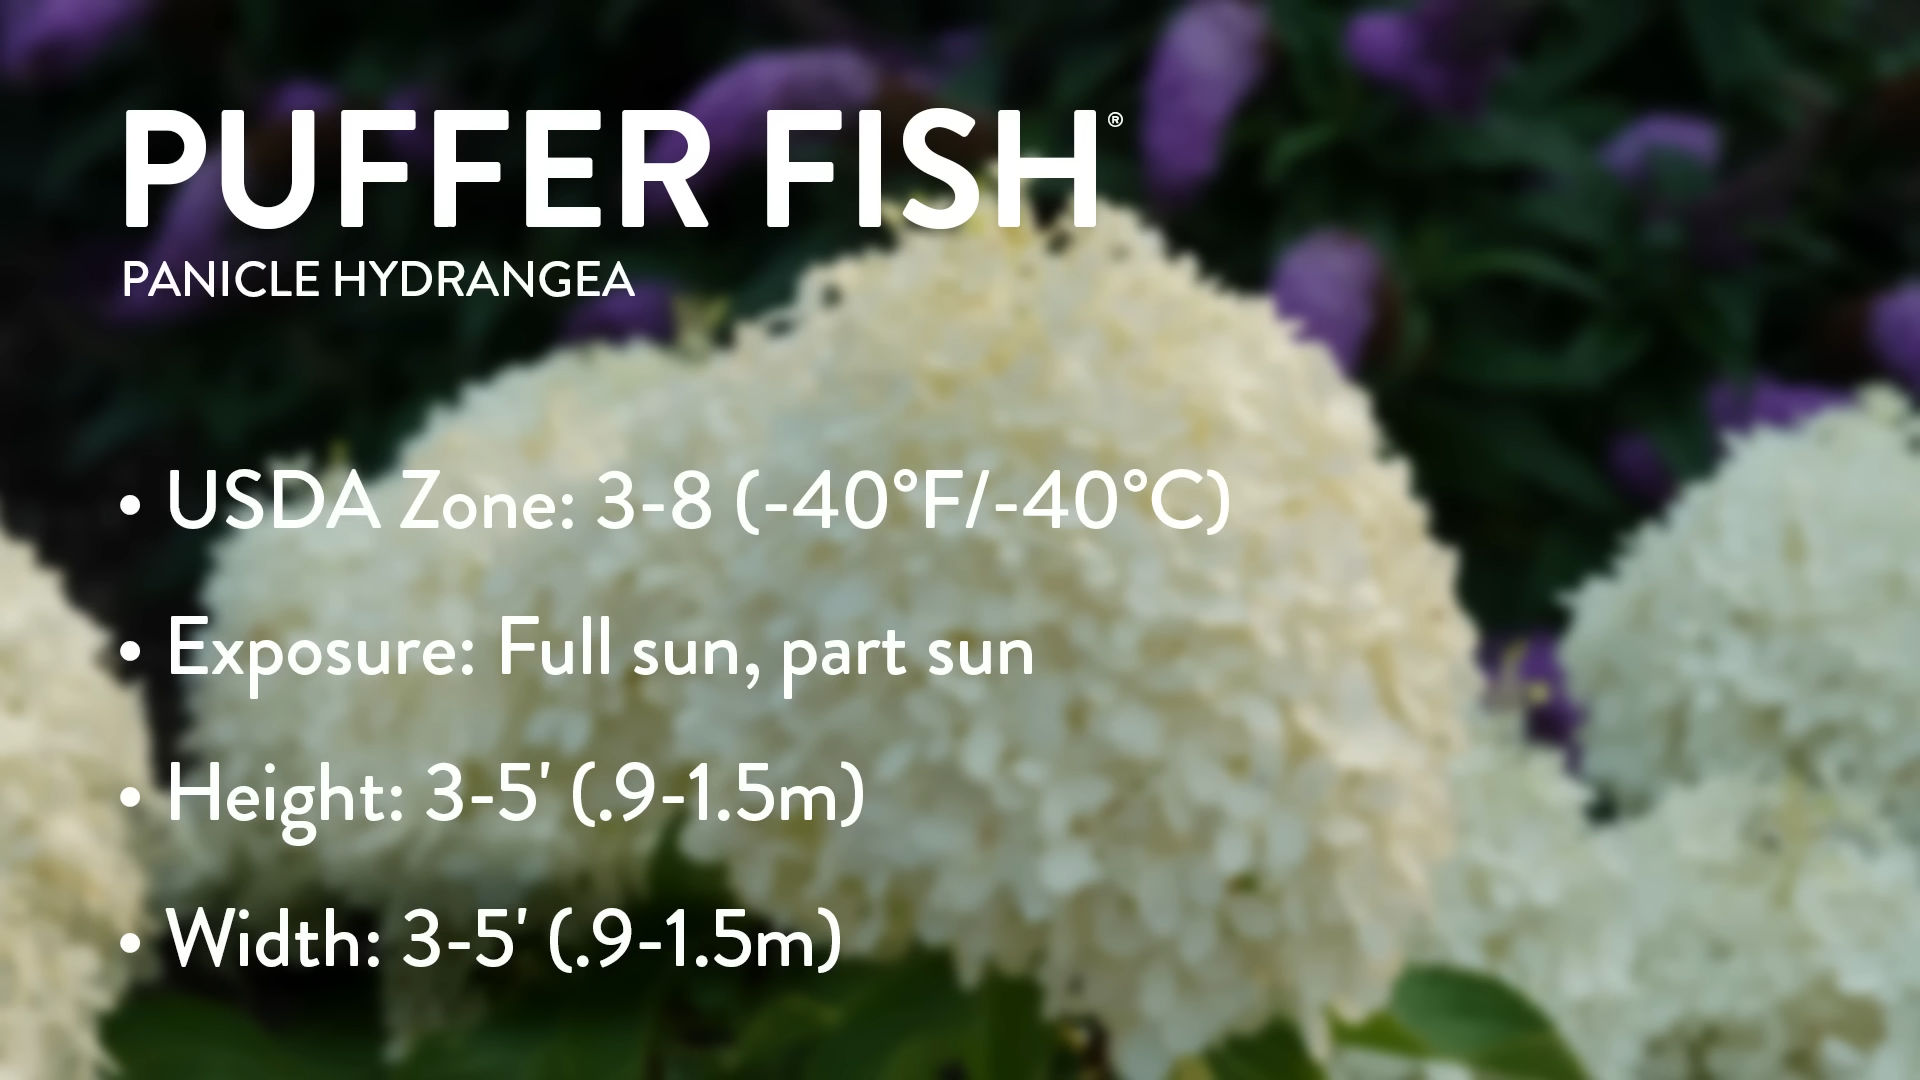 PUFFER FISH®
PANICLE HYDRANGEA
• USDA Zone: 3-8 (-40°F/-40°C)
• Exposure: Full sun, part sun
• Height: 3-5' (.9-1.5m)
• Width: 3-5' (.9-1.5m)